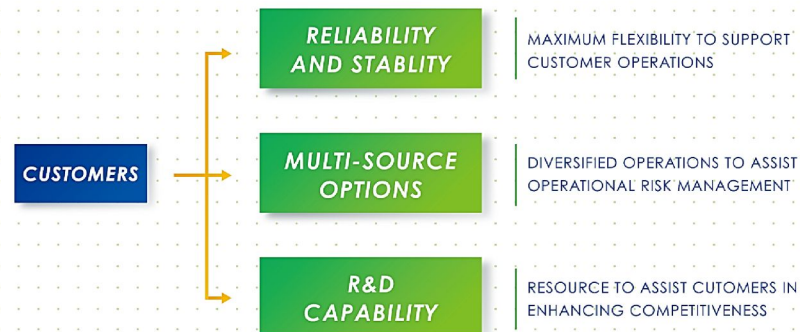 CUSTOMERS
RELIABILITY
AND STABLITY
MAXIMUM FLEXIBILITY TO SUPPORT
CUSTOMER OPERATIONS
MULTI-SOURCE
OPTIONS
DIVERSIFIED OPERATIONS TO ASSIST
OPERATIONAL RISK MANAGEMENT
R&D
CAPABILITY
RESOURCE TO ASSIST CUTOMERS IN
ENHANCING COMPETITIVENESS